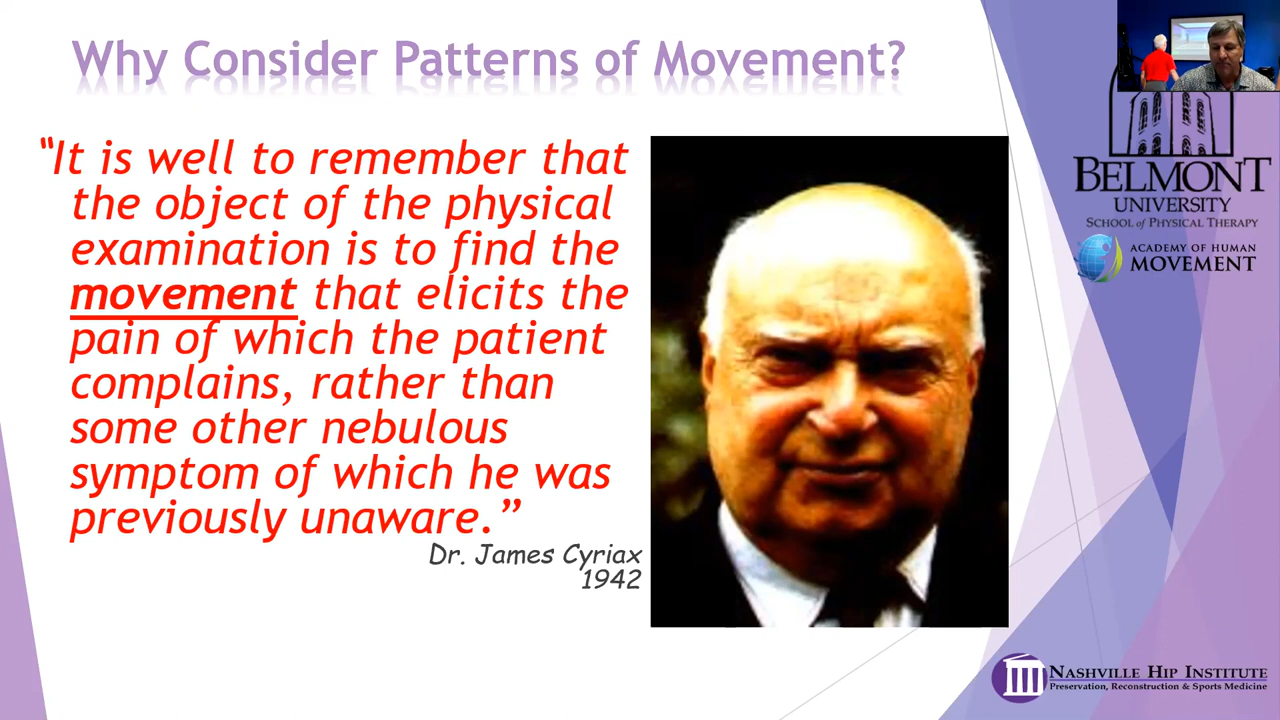 Why Consider Patterns of Movement?
“It is well to remember that
the object of the physical
examination is to find the
movement that elicits the
pain of which the patient
complains, rather than
some other nebulous
symptom of which he was
previously unaware.”
Dr. James Cyriax
1942
BELMONT
UNIVERSITY
SCHOOL of PHYSICAL THERAPY
ACADEMY OF HUMAN
MOVEMENT
NASHVILLE HIP INSTITUTE
Preservation, Reconstruction & Sports Medicine